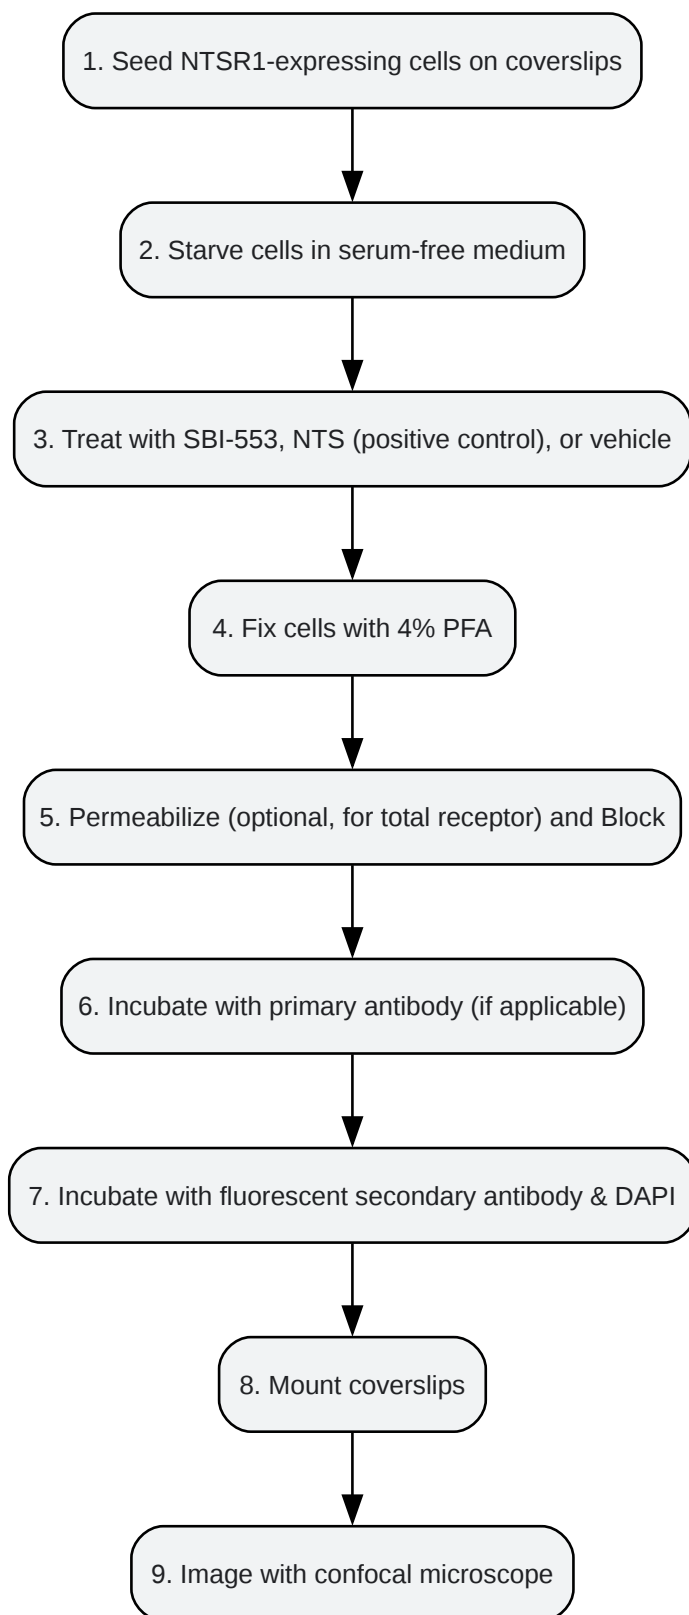 1. Seed NTSR1-expressing cells on coverslips
2. Starve cells in serum-free medium
3. Treat with SBI-553, NTS (positive control), or vehicle
4. Fix cells with 4% PFA
5. Permeabilize (optional, for total receptor) and Block
6. Incubate with primary antibody (if applicable)
7. Incubate with fluorescent secondary antibody & DAPI
8. Mount coverslips
9. Image with confocal microscope